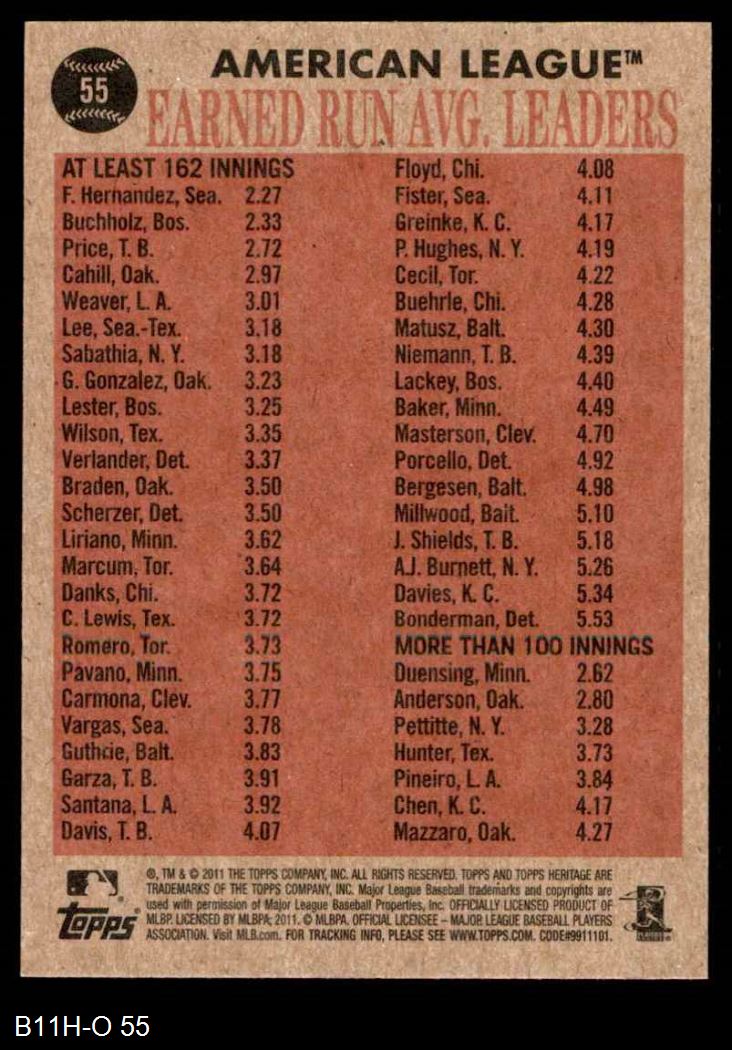 55
AMERICAN LEAGUE™
EARNED RUN AVG. LEADERS
AT LEAST 162 INNINGS
F. Hernandez, Sea. 2.27
Buchholz, Bos. 2.33
Price, T. B. 2.72
Cahill, Oak. 2.97
Weaver, L. A. 3.01
Lee, Sea.-Tex. 3.18
Sabathia, N. Y. 3.18
G. Gonzalez, Oak. 3.23
Lester, Bos. 3.25
Wilson, Tex. 3.35
Verlander, Det. 3.37
Braden, Oak. 3.50
Scherzer, Det. 3.50
Liriano, Minn. 3.62
Marcum, Tor. 3.64
Danks, Chi. 3.72
C. Lewis, Tex. 3.72
Romero, Tor. 3.73
Pavano, Minn. 3.75
Carmona, Clev. 3.77
Vargas, Sea. 3.78
Guthrie, Balt. 3.83
Garza, T. B. 3.91
Santana, L. A. 3.92
Davis, T. B. 4.07
Floyd, Chi. 4.08
Fister, Sea. 4.11
Greinke, K. C. 4.17
P. Hughes, N. Y. 4.19
Cecil, Tor. 4.22
Buehrle, Chi. 4.28
Matusz, Balt. 4.30
Niemann, T. B. 4.39
Lackey, Bos. 4.40
Baker, Minn. 4.49
Masterson, Clev. 4.70
Porcello, Det. 4.92
Bergesen, Balt. 4.98
Millwood, Balt. 5.10
J. Shields, T. B. 5.18
A.J. Burnett, N. Y. 5.26
Davies, K. C. 5.34
Bonderman, Det. 5.53
MORE THAN 100 INNINGS
Duensing, Minn. 2.62
Anderson, Oak. 2.80
Pettitte, N. Y. 3.28
Hunter, Tex. 3.73
Pineiro, L. A. 3.84
Chen, K. C. 4.17
Mazzaro, Oak. 4.27
Topps
®, TM & © 2011 THE TOPPS COMPANY, INC. ALL RIGHTS RESERVED. TOPPS AND TOPPS HERITAGE ARE
TRADEMARKS OF THE TOPPS COMPANY, INC. Major League Baseball trademarks and copyrights are
used with permission of Major League Baseball Properties, Inc. OFFICIALLY LICENSED PRODUCT OF
MLBP. LICENSED BY MLBPA; 2011. © MLBPA. OFFICIAL LICENSEE – MAJOR LEAGUE BASEBALL PLAYERS
ASSOCIATION. Visit MLB.com. FOR TRACKING INFO, PLEASE SEE WWW.TOPPS.COM. CODE#9911101.
B11H-O 55